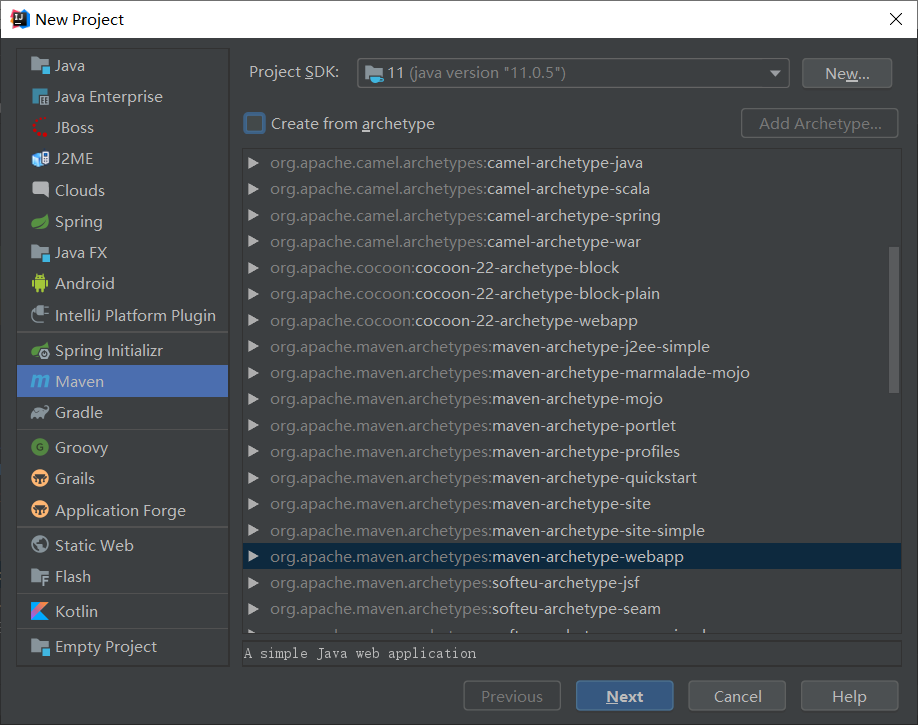 New Project
Java
Java Enterprise
JBoss
J2ME
Clouds
Spring
Java FX
Android
IntelliJ Platform Plugin
Spring Initializr
Maven
Gradle
Groovy
Grails
Application Forge
Static Web
Flash
Kotlin
Empty Project
Project SDK: 11 (java version "11.0.5") New...
Create from archetype Add Archetype...
org.apache.camel.archetypes:camel-archetype-java
org.apache.camel.archetypes:camel-archetype-scala
org.apache.camel.archetypes:camel-archetype-spring
org.apache.camel.archetypes:camel-archetype-war
org.apache.cocoon:cocoon-22-archetype-block
org.apache.cocoon:cocoon-22-archetype-block-plain
org.apache.cocoon:cocoon-22-archetype-webapp
org.apache.maven.archetypes:maven-archetype-j2ee-simple
org.apache.maven.archetypes:maven-archetype-marmalade-mojo
org.apache.maven.archetypes:maven-archetype-mojo
org.apache.maven.archetypes:maven-archetype-portlet
org.apache.maven.archetypes:maven-archetype-profiles
org.apache.maven.archetypes:maven-archetype-quickstart
org.apache.maven.archetypes:maven-archetype-site
org.apache.maven.archetypes:maven-archetype-site-simple
org.apache.maven.archetypes:maven-archetype-webapp
org.apache.maven.archetypes:softeu-archetype-jsf
org.apache.maven.archetypes:softeu-archetype-seam
A simple Java web application
Previous Next Cancel Help